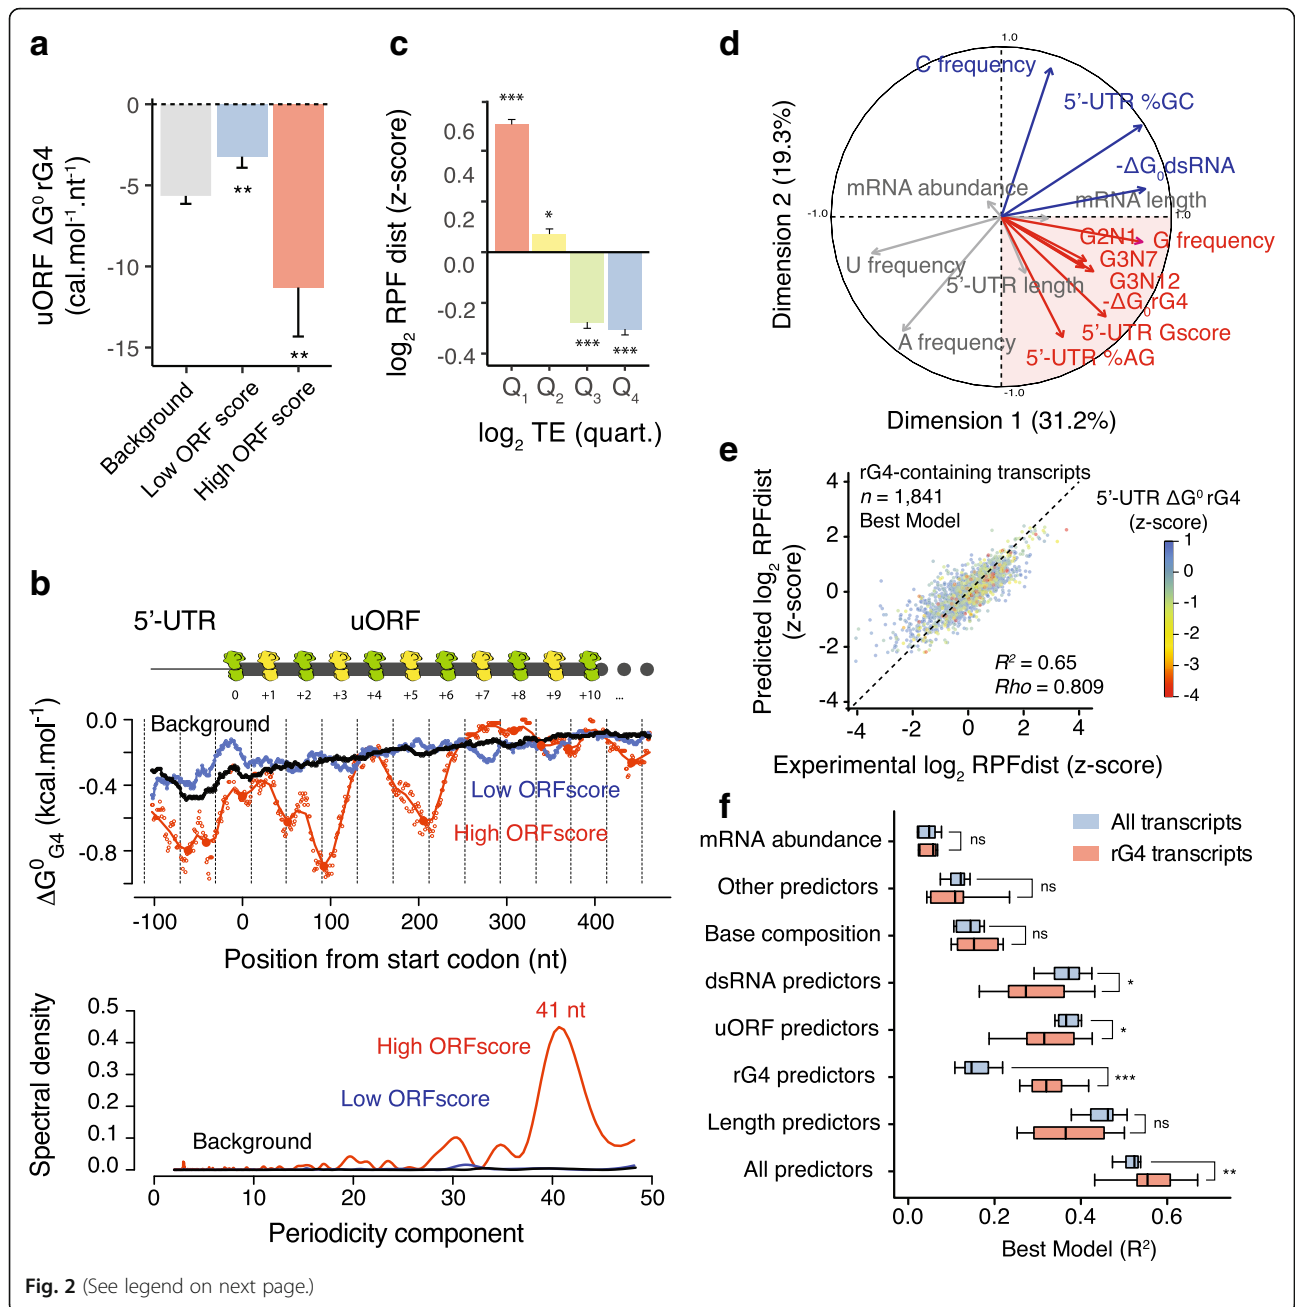 a
0
-5
-10
-15
uORF ΔG⁰ rG4
(cal.mol⁻¹.nt⁻¹)
**
**
Background
Low ORF score
High ORF score
c
log₂ RPF dist (z-score)
0.6
0.4
0.2
0.0
-0.2
-0.4
***
*
***
***
Q₁ Q₂ Q₃ Q₄
log₂ TE (quart.)
d
1.0
C frequency
5’-UTR %GC
-ΔG₀dsRNA
mRNA abundance
mRNA length
-1.0
1.0
G2N1
G frequency
G3N7
U frequency
G3N12
5’-UTR length
-ΔG₀rG4
5’-UTR Gscore
A frequency
5’-UTR %AG
-1.0
Dimension 2 (19.3%)
Dimension 1 (31.2%)
e
rG4-containing transcripts
n = 1,841
Best Model
4
2
0
-2
-4
Predicted log₂ RPFdist
(z-score)
R² = 0.65
Rho = 0.809
-4 -2 0 2 4
Experimental log₂ RPFdist (z-score)
5’-UTR ΔG⁰ rG4
(z-score)
1
0
-1
-2
-3
-4
b
5’-UTR uORF
0 +1 +2 +3 +4 +5 +6 +7 +8 +9 +10 ...
Background
Low ORFscore
High ORFscore
0.0
-0.4
-0.8
ΔG⁰G4 (kcal.mol⁻¹)
-100 0 100 200 300 400
Position from start codon (nt)
0.5
0.4
0.3
0.2
0.1
0.0
Spectral density
41 nt
High ORFscore
Low ORFscore
Background
0 10 20 30 40 50
Periodicity component
f
All transcripts
rG4 transcripts
mRNA abundance ns
Other predictors ns
Base composition ns
dsRNA predictors *
uORF predictors *
rG4 predictors ***
Length predictors ns
All predictors **
0.0 0.2 0.4 0.6
Best Model (R²)
Fig. 2 (See legend on next page.)